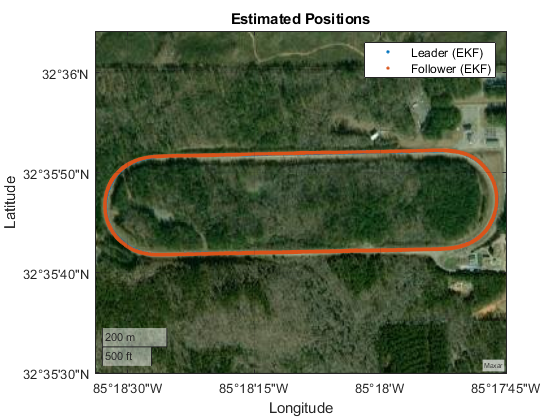 Estimated Positions
Leader (EKF)
Follower (EKF)
32°36'N
32°35'50"N
32°35'40"N
32°35'30"N
Latitude
200 m
500 ft
Maxar
85°18'30"W
85°18'15"W
85°18'W
85°17'45"W
Longitude